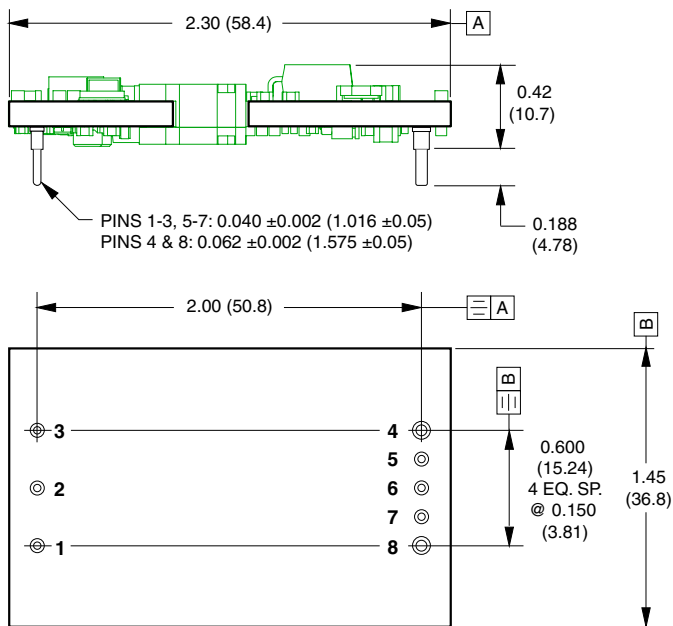 2.30 (58.4)
A
0.42
(10.7)
PINS 1-3, 5-7: 0.040 ±0.002 (1.016 ±0.05)
PINS 4 & 8: 0.062 ±0.002 (1.575 ±0.05)
0.188
(4.78)
2.00 (50.8)
A
B
B
3
4
5
2
6
7
1
8
0.600
(15.24)
4 EQ. SP.
@ 0.150
(3.81)
1.45
(36.8)